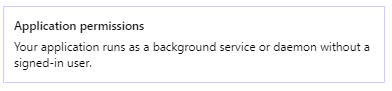 Application permissions
Your application runs as a background service or daemon without a
signed-in user.